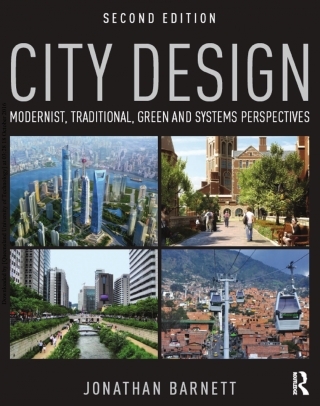 SECOND EDITION
CITY DESIGN
MODERNIST, TRADITIONAL, GREEN AND SYSTEMS PERSPECTIVES
JONATHAN BARNETT
R